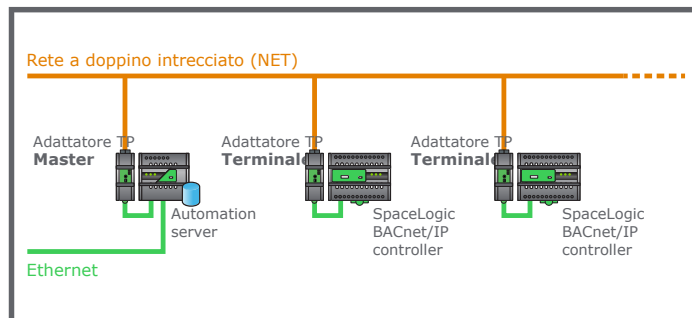 Rete a doppino intrecciato (NET)
Adattatore TP
Master
Adattatore TP
Terminale
Adattatore TP
Terminale
Automation
server
SpaceLogic
BACnet/IP
controller
SpaceLogic
BACnet/IP
controller
Ethernet